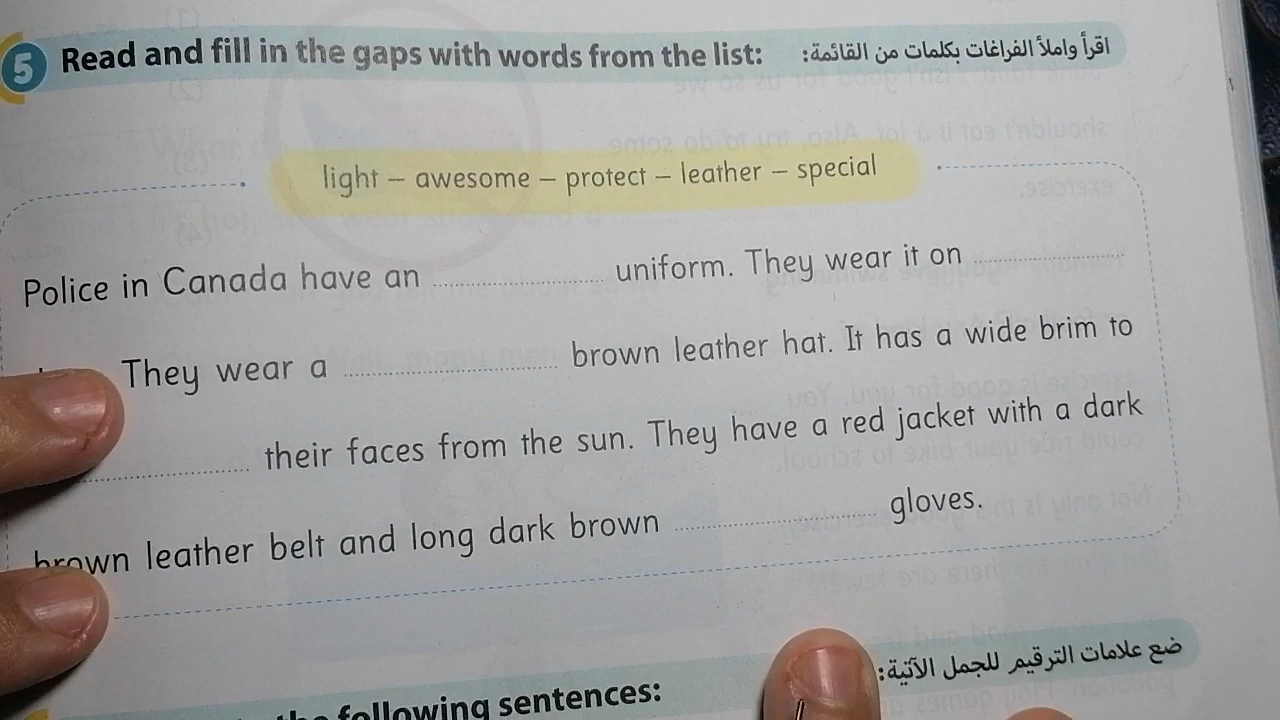 5 Read and fill in the gaps with words from the list: اقرأ واملأ الفراغات بكلمات من القائمة:
light – awesome – protect – leather – special
Police in Canada have an .................... uniform. They wear it on ....................
They wear a .................... brown leather hat. It has a wide brim to
.................... their faces from the sun. They have a red jacket with a dark
brown leather belt and long dark brown .................... gloves.
the following sentences: ضع علامات الترقيم للجمل الآتية: